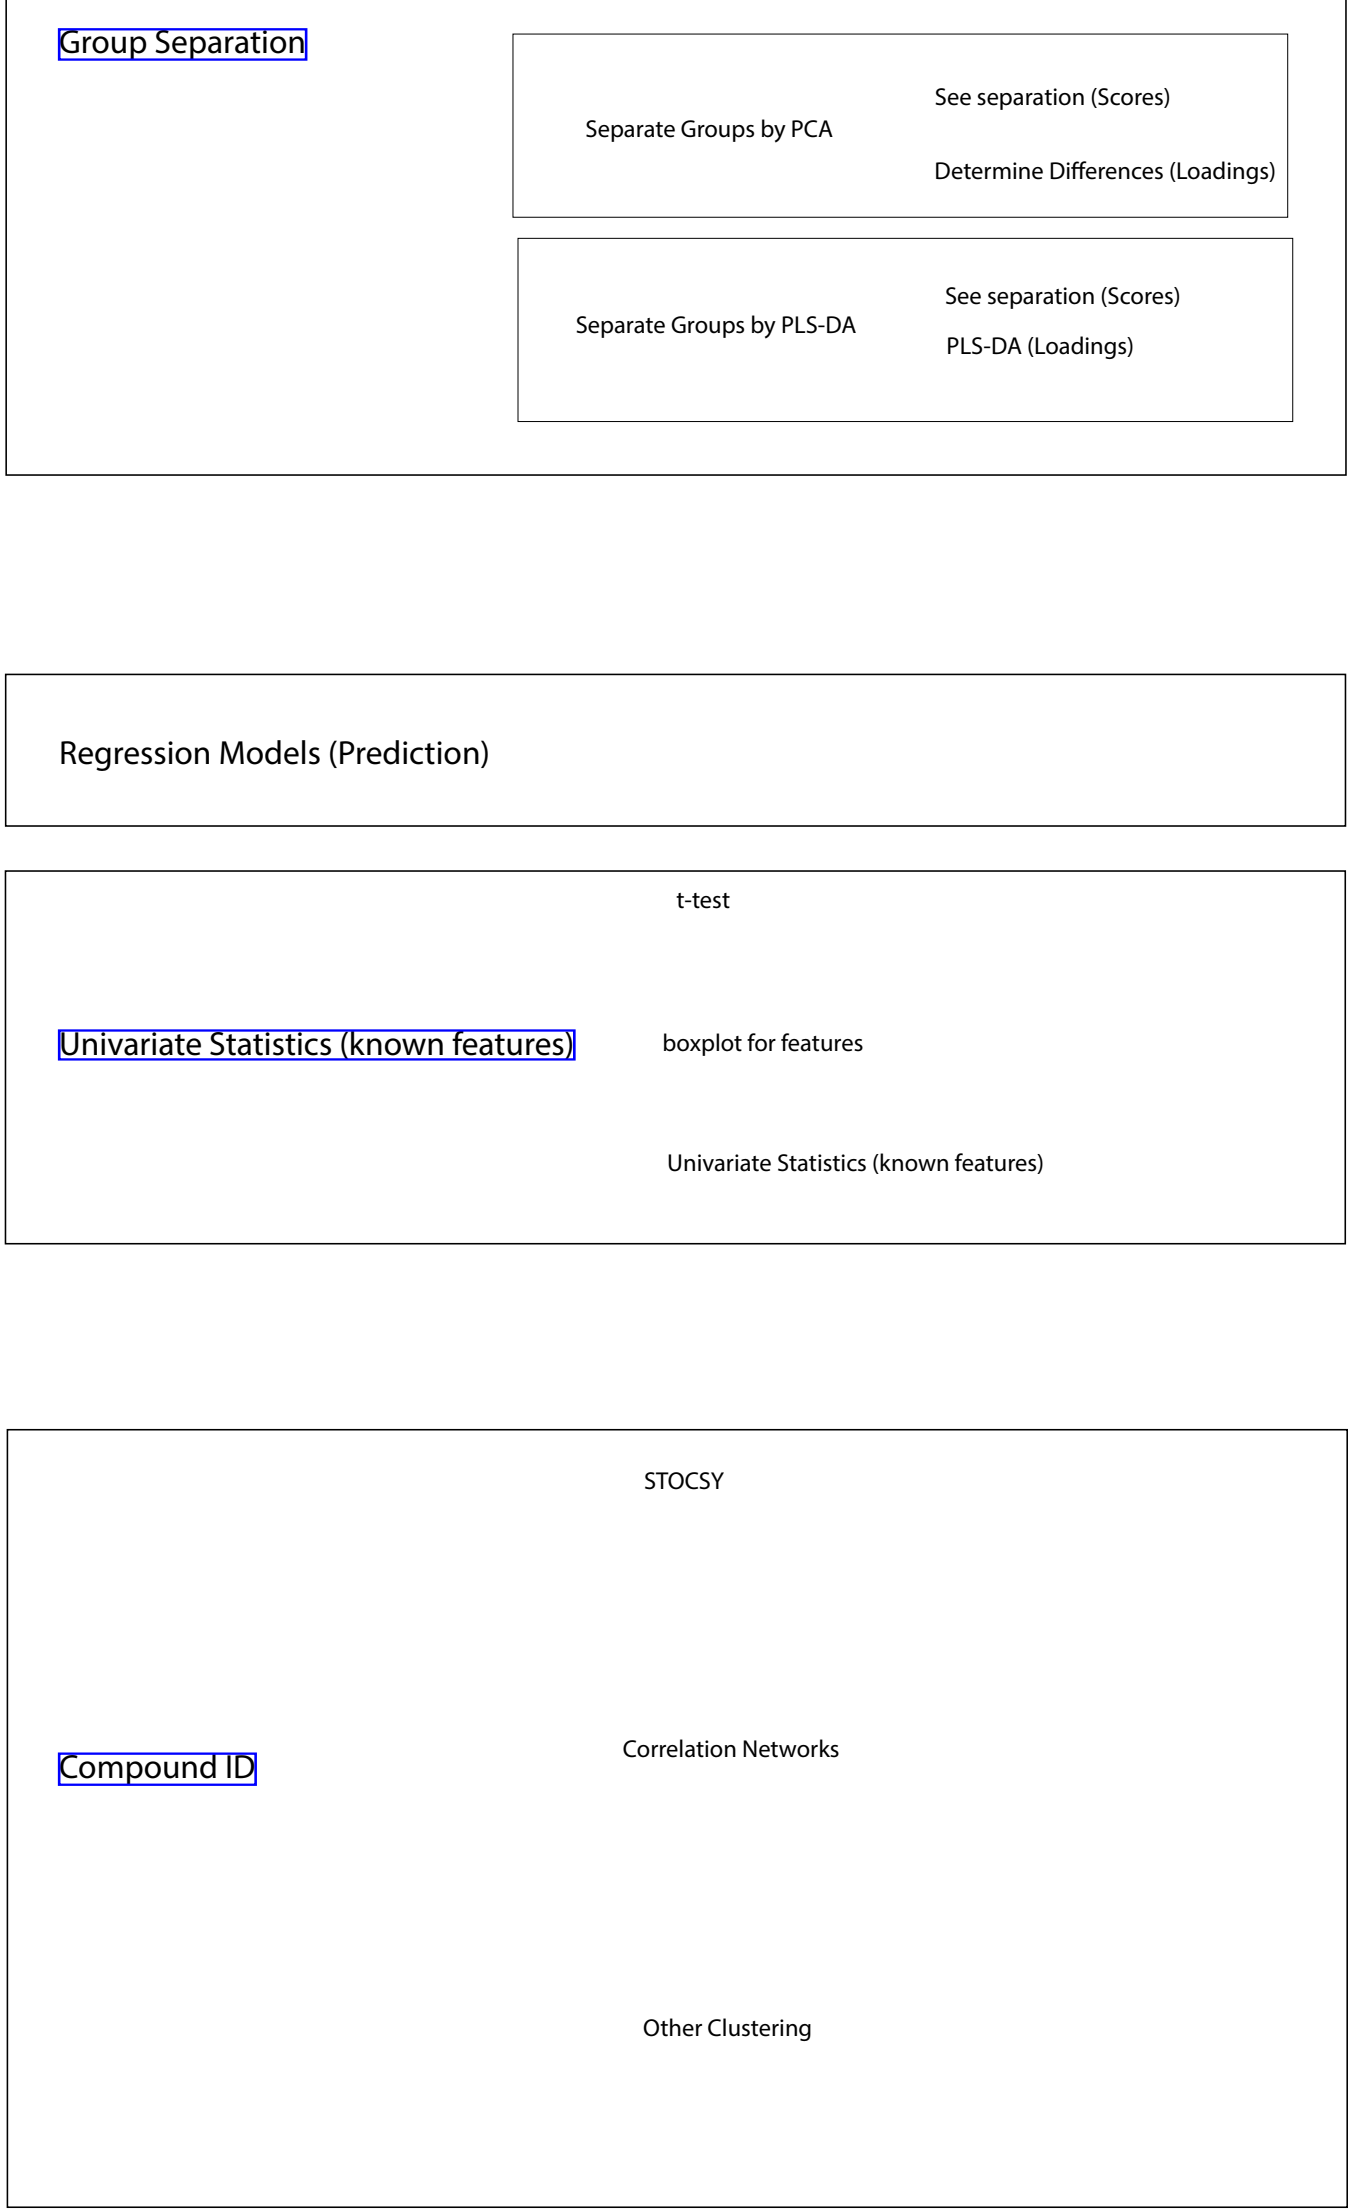 Group Separation
Separate Groups by PCA
See separation (Scores)
Determine Differences (Loadings)
Separate Groups by PLS-DA
See separation (Scores)
PLS-DA (Loadings)
Regression Models (Prediction)
t-test
Univariate Statistics (known features)
boxplot for features
Univariate Statistics (known features)
STOCSY
Compound ID
Correlation Networks
Other Clustering